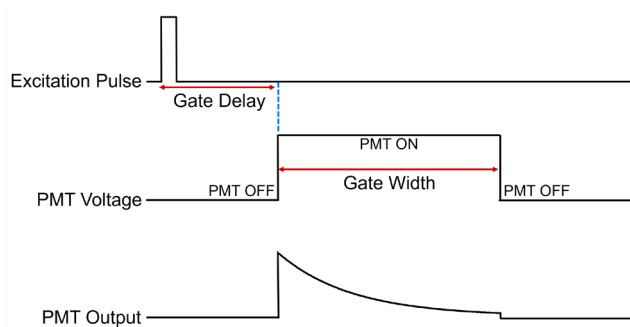 Excitation Pulse
Gate Delay
PMT ON
PMT OFF
Gate Width
PMT OFF
PMT Voltage
PMT Output